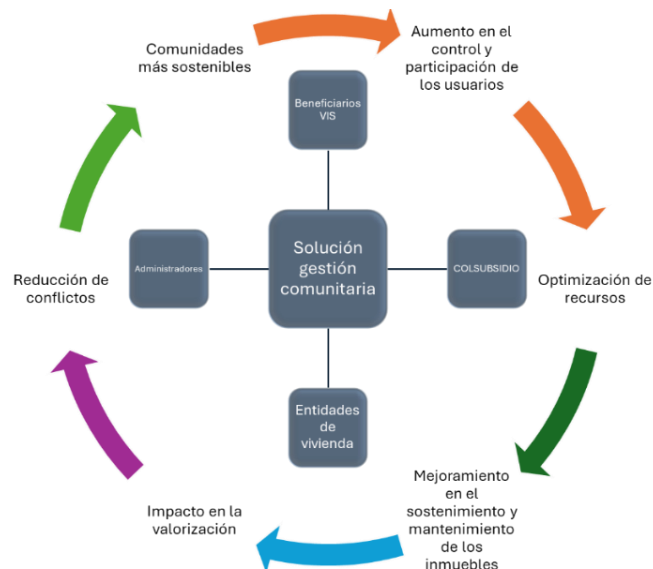 Comunidades
más sostenibles
Aumento en el
control y
participación de
los usuarios
Beneficiarios
VIS
Reducción de
conflictos
Administradores
Solución
gestión
comunitaria
COLSUBSIDIO
Optimización de
recursos
Entidades
de
vivienda
Impacto en la
valorización
Mejoramiento
en el
sostenimiento y
mantenimiento
de los
inmuebles